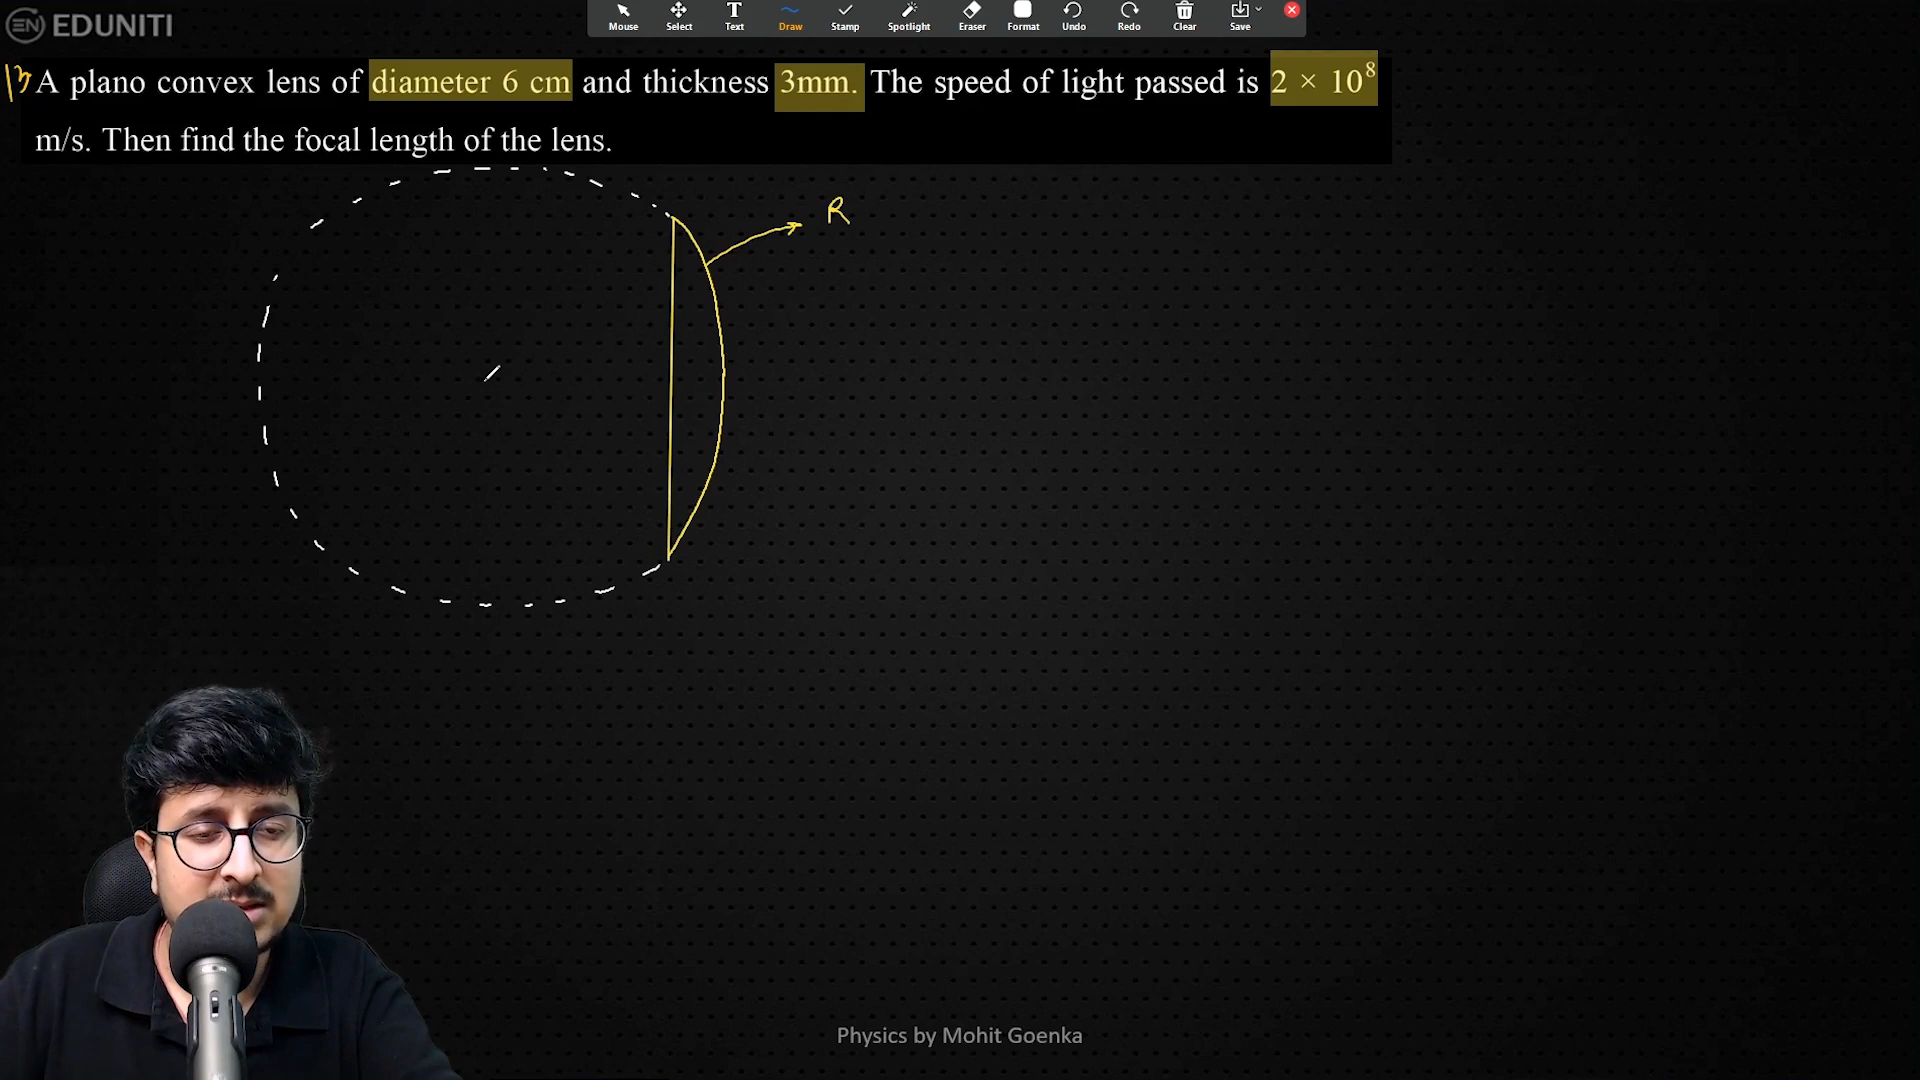 EN EDUNITI
Mouse Select Text Draw Stamp Spotlight Eraser Format Undo Redo Clear Save
13 A plano convex lens of diameter 6 cm and thickness 3mm. The speed of light passed is 2 × 10⁸
m/s. Then find the focal length of the lens.
R
Physics by Mohit Goenka